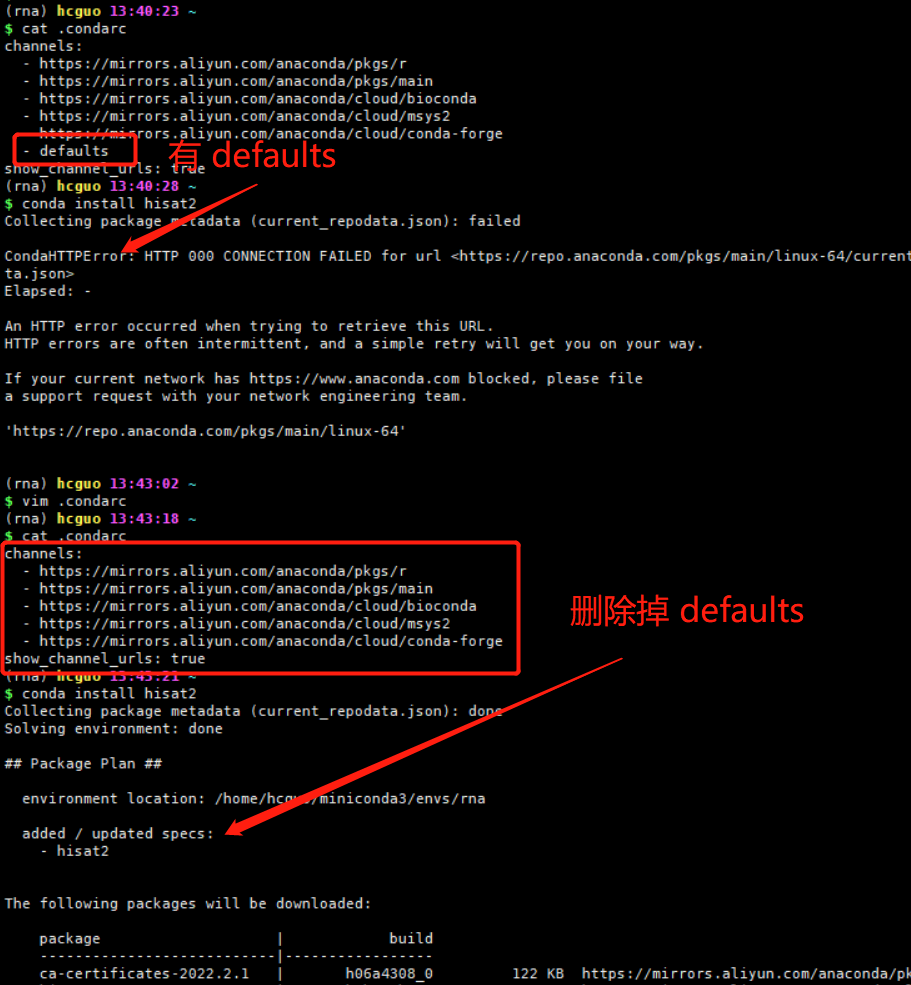 (rna) hcguo 13:40:23 ~
$ cat .condarc
channels:
  - https://mirrors.aliyun.com/anaconda/pkgs/r
  - https://mirrors.aliyun.com/anaconda/pkgs/main
  - https://mirrors.aliyun.com/anaconda/cloud/bioconda
  - https://mirrors.aliyun.com/anaconda/cloud/msys2
  - https://mirrors.aliyun.com/anaconda/cloud/conda-forge
  - defaults
有 defaults
show_channel_urls: true
(rna) hcguo 13:40:28 ~
$ conda install hisat2
Collecting package metadata (current_repodata.json): failed
CondaHTTPError: HTTP 000 CONNECTION FAILED for url <https://repo.anaconda.com/pkgs/main/linux-64/current
ta.json>
Elapsed: -
An HTTP error occurred when trying to retrieve this URL.
HTTP errors are often intermittent, and a simple retry will get you on your way.
If your current network has https://www.anaconda.com blocked, please file
a support request with your network engineering team.
'https://repo.anaconda.com/pkgs/main/linux-64'
(rna) hcguo 13:43:02 ~
$ vim .condarc
(rna) hcguo 13:43:18 ~
$ cat .condarc
channels:
  - https://mirrors.aliyun.com/anaconda/pkgs/r
  - https://mirrors.aliyun.com/anaconda/pkgs/main
  - https://mirrors.aliyun.com/anaconda/cloud/bioconda
  - https://mirrors.aliyun.com/anaconda/cloud/msys2
  - https://mirrors.aliyun.com/anaconda/cloud/conda-forge
删除掉 defaults
show_channel_urls: true
(rna) hcguo 13:43:21 ~
$ conda install hisat2
Collecting package metadata (current_repodata.json): done
Solving environment: done
## Package Plan ##
  environment location: /home/hcguo/miniconda3/envs/rna
  added / updated specs:
    - hisat2
The following packages will be downloaded:
    package                    |            build
    ---------------------------|-----------------
    ca-certificates-2022.2.1   |       h06a4308_0         122 KB  https://mirrors.aliyun.com/anaconda/pk